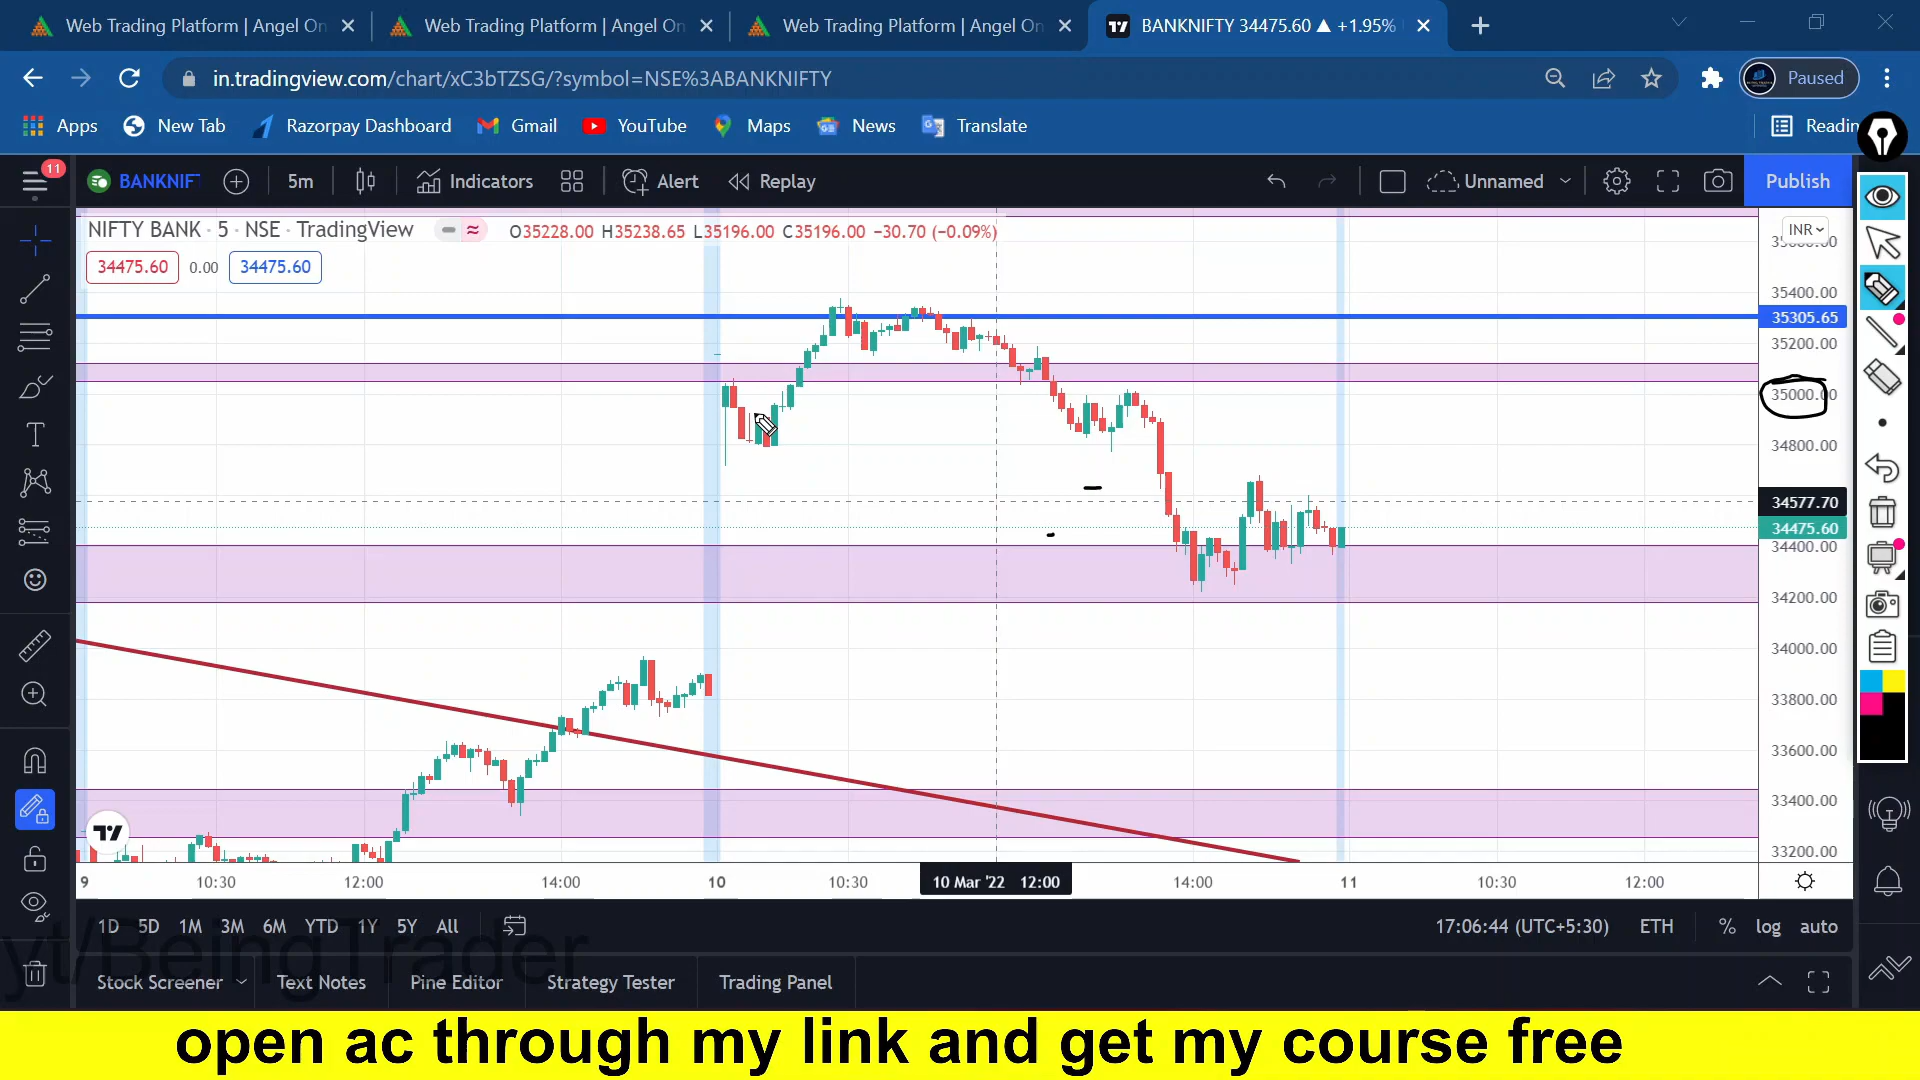 Web Trading Platform | Angel On
Web Trading Platform | Angel On
Web Trading Platform | Angel On
BANKNIFTY 34475.60 ▲ +1.95%
in.tradingview.com/chart/xC3bTZSG/?symbol=NSE%3ABANKNIFTY
Paused
Apps
New Tab
Razorpay Dashboard
Gmail
YouTube
Maps
News
Translate
Readin
11
BANKNIF
5m
Indicators
Alert
Replay
Unnamed
Publish
NIFTY BANK · 5 · NSE · TradingView
O35228.00 H35238.65 L35196.00 C35196.00 −30.70 (−0.09%)
INR
34475.60 0.00 34475.60
35400.00
35305.65
35200.00
35000.00
34800.00
34577.70
34475.60
34400.00
34200.00
34000.00
33800.00
33600.00
33400.00
33200.00
9 10:30 12:00 14:00 10 10:30 10 Mar '22 12:00 14:00 11 10:30 12:00
1D 5D 1M 3M 6M YTD 1Y 5Y All
17:06:44 (UTC+5:30) ETH % log auto
yt/BeingTrader
Stock Screener
Text Notes
Pine Editor
Strategy Tester
Trading Panel
open ac through my link and get my course free